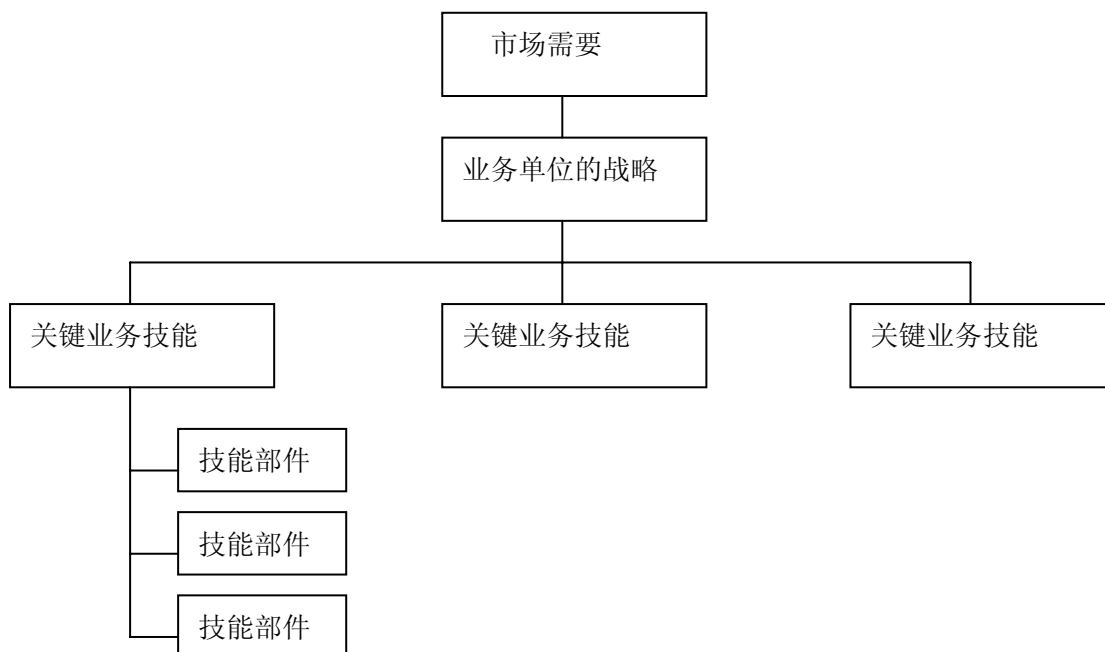 市场需要
业务单位的战略
关键业务技能
关键业务技能
关键业务技能
技能部件
技能部件
技能部件